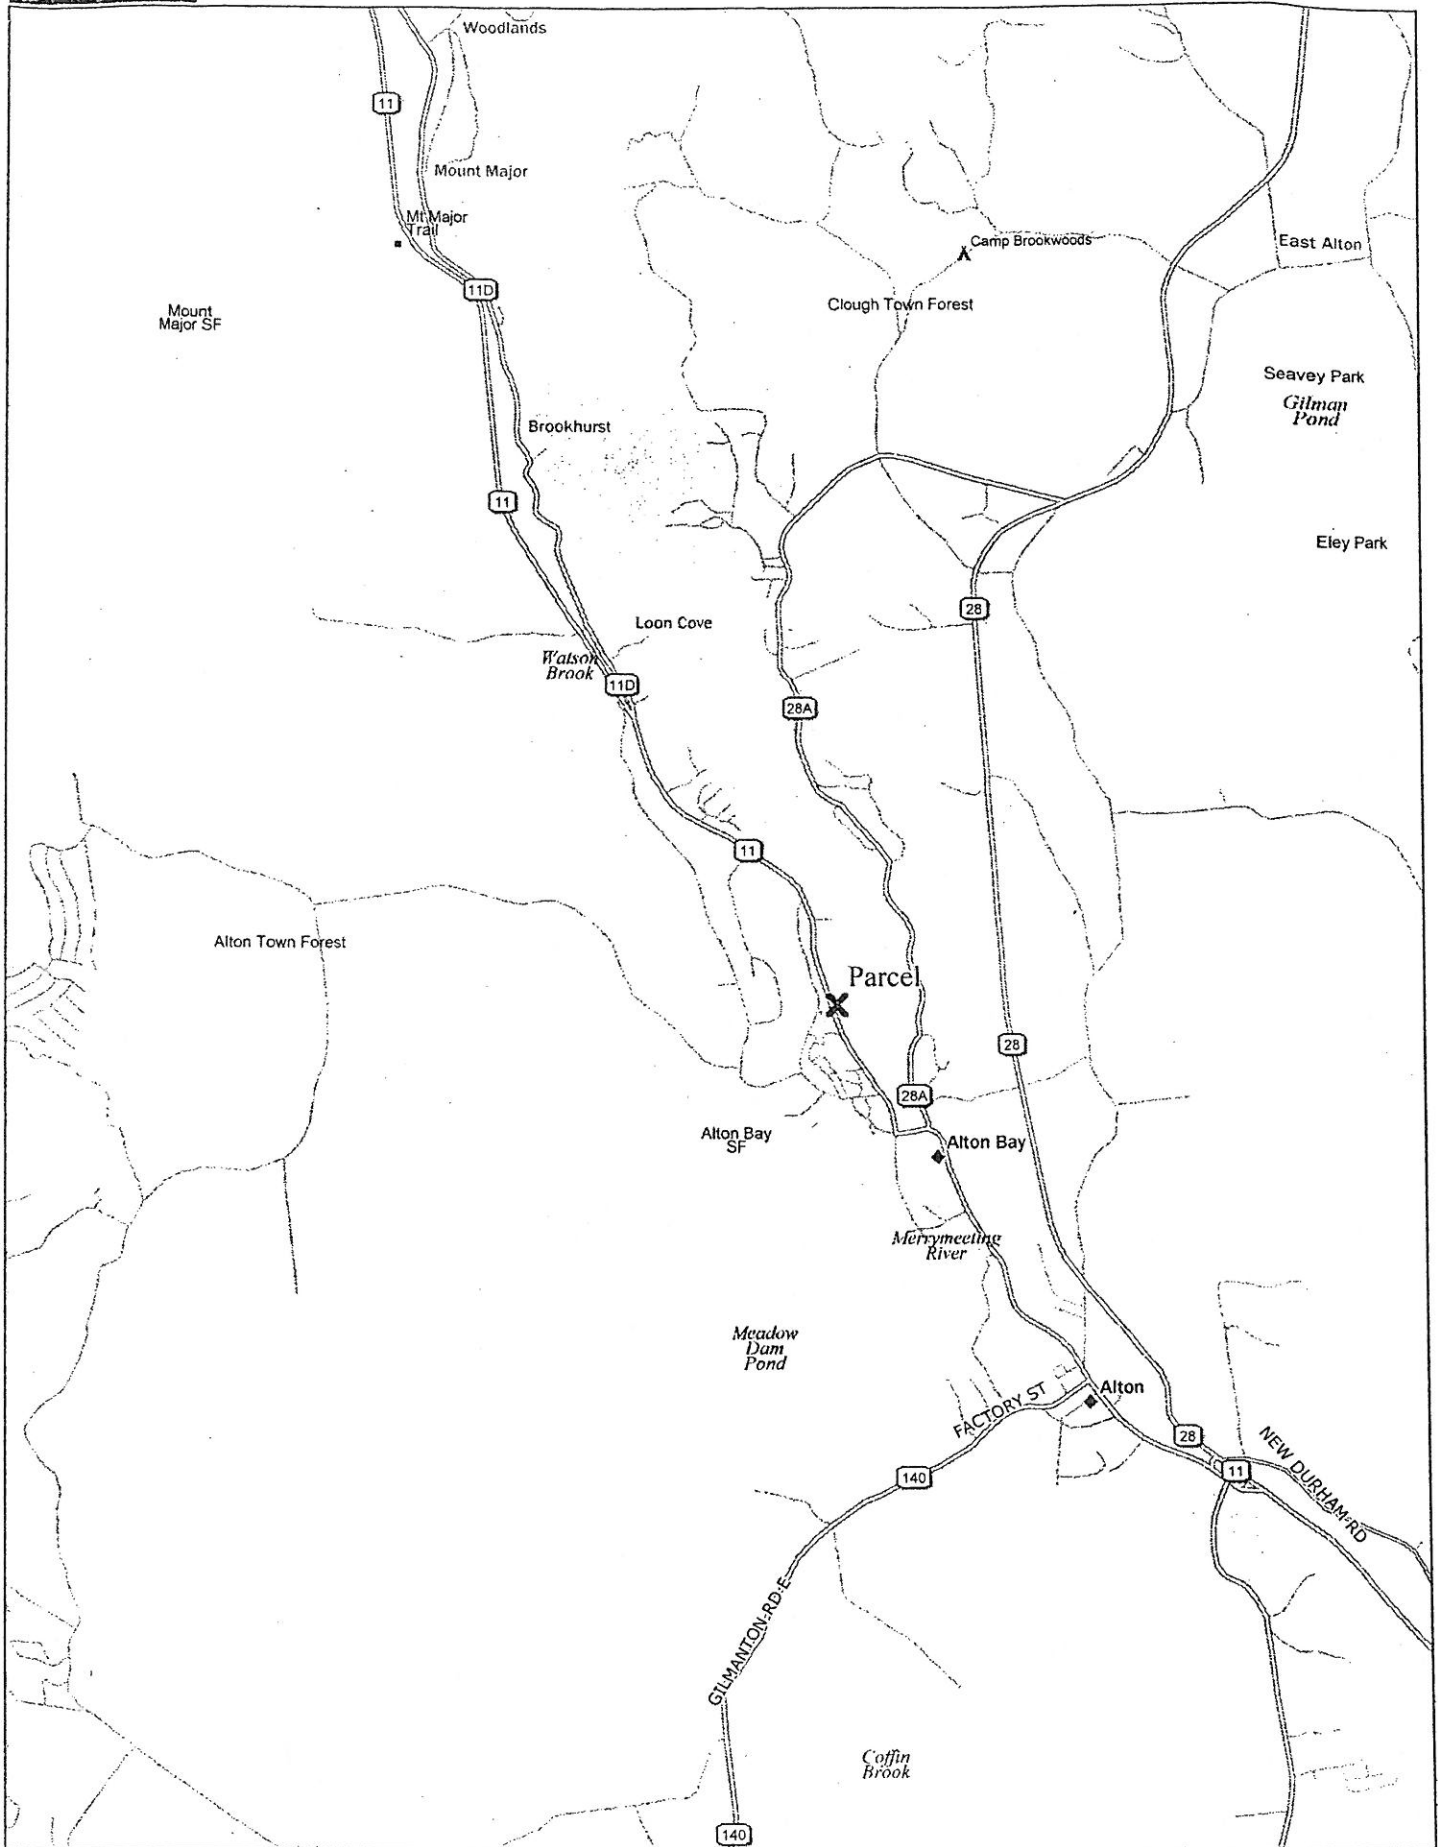 Woodlands
11
Mount Major
Mt Major
Trail
Camp Brookwoods
East Alton
11D
Clough Town Forest
Mount
Major SF
Seavey Park
Gilman
Pond
Brookhurst
11
Eley Park
28
Loon Cove
Watson
Brook
11D
28A
11
Alton Town Forest
Parcel
28
28A
Alton Bay
SF
Alton Bay
Merrymeeting
River
Meadow
Dam
Pond
Alton
FACTORY ST
28
NEW DURHAM RD
11
140
GILMANTON RD E
Coffin
Brook
140